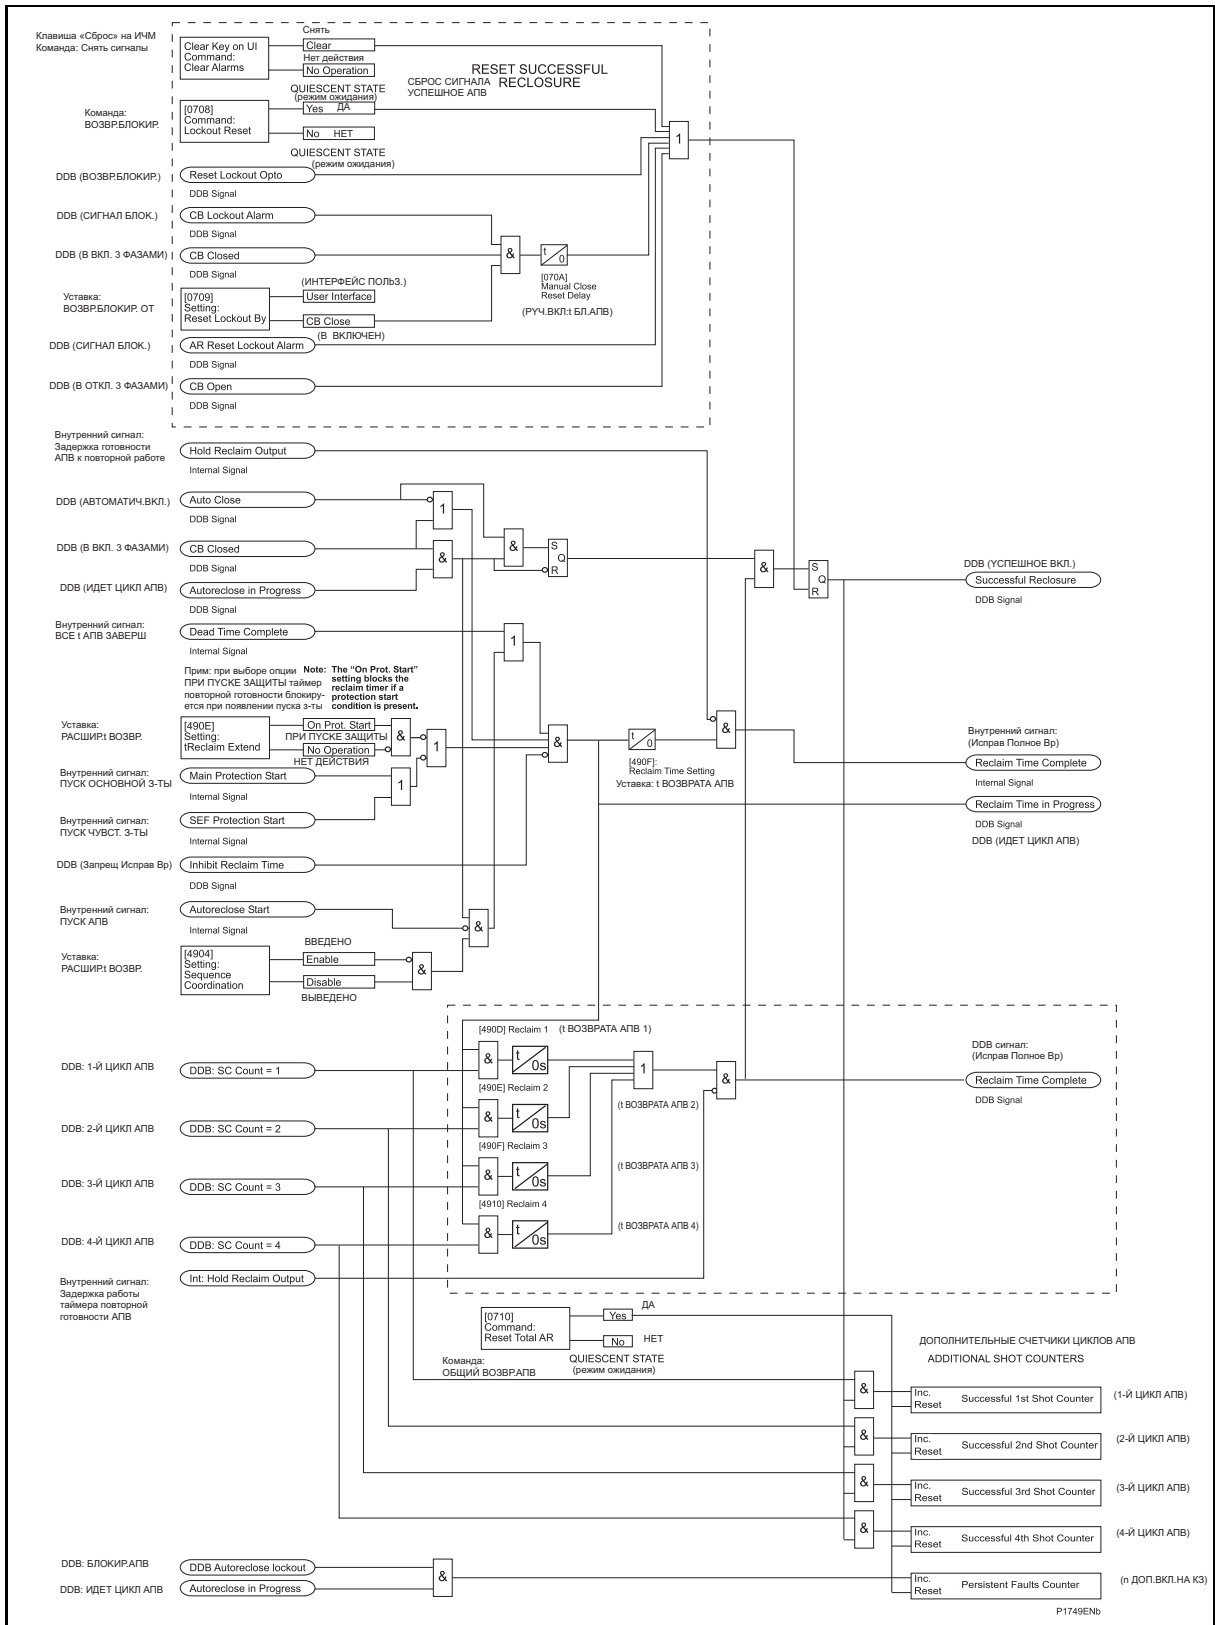 Клавиша «Сброс» на ИЧМ
Команда: Снять сигналы
Clear Key on UI
Command:
Clear Alarms
Снять
Clear
Нет действия
No Operation
RESET SUCCESSFUL
RECLOSURE
СБРОС СИГНАЛА
УСПЕШНОЕ АПВ
QUIESCENT STATE
(режим ожидания)
Команда:
ВОЗВР.БЛОКИР.
[0708]
Command:
Lockout Reset
Yes ДА
No НЕТ
QUIESCENT STATE
(режим ожидания)
1
DDB (ВОЗВР.БЛОКИР.)
Reset Lockout Opto
DDB Signal
DDB (СИГНАЛ БЛОК.)
CB Lockout Alarm
DDB Signal
DDB (В ВКЛ. 3 ФАЗАМИ)
CB Closed
DDB Signal
&
t
0
[070A]
Manual Close
Reset Delay
(РУЧ.ВКЛ:t БЛ.АПВ)
Уставка:
ВОЗВР.БЛОКИР. ОТ
[0709]
Setting:
Reset Lockout By
(ИНТЕРФЕЙС ПОЛЬЗ.)
User Interface
CB Close
(В ВКЛЮЧЕН)
DDB (СИГНАЛ БЛОК.)
AR Reset Lockout Alarm
DDB Signal
DDB (В ОТКЛ. 3 ФАЗАМИ)
CB Open
DDB Signal
Внутренний сигнал:
Задержка готовности
АПВ к повторной работе
Hold Reclaim Output
Internal Signal
DDB (АВТОМАТИЧ.ВКЛ.)
Auto Close
DDB Signal
1
DDB (В ВКЛ. 3 ФАЗАМИ)
CB Closed
DDB Signal
&
&
S
Q
R
&
S
Q
R
DDB (УСПЕШНОЕ ВКЛ.)
Successful Reclosure
DDB Signal
DDB (ИДЕТ ЦИКЛ АПВ)
Autoreclose in Progress
DDB Signal
Внутренний сигнал:
ВСЕ t АПВ ЗАВЕРШ
Dead Time Complete
Internal Signal
1
Прим: при выборе опции
ПРИ ПУСКЕ ЗАЩИТЫ таймер
повторной готовности блокиру-
ется при появлении пуска з-ты
Note: The “On Prot. Start”
setting blocks the
reclaim timer if a
protection start
condition is present.
Уставка:
РАСШИР.t ВОЗВР.
[490E]
Setting:
tReclaim Extend
On Prot. Start
ПРИ ПУСКЕ ЗАЩИТЫ
No Operation
НЕТ ДЕЙСТВИЯ
&
1
&
t
0
[490F]:
Reclaim Time Setting
Уставка: t ВОЗВРАТА АПВ
&
Внутренний сигнал:
(Исправ Полное Вр)
Reclaim Time Complete
Internal Signal
Внутренний сигнал:
ПУСК ОСНОВНОЙ З-ТЫ
Main Protection Start
Internal Signal
1
Reclaim Time in Progress
DDB Signal
DDB (ИДЕТ ЦИКЛ АПВ)
Внутренний сигнал:
ПУСК ЧУВСТ. З-ТЫ
SEF Protection Start
Internal Signal
DDB (Запрещ Исправ Вр)
Inhibit Reclaim Time
DDB Signal
Внутренний сигнал:
ПУСК АПВ
Autoreclose Start
Internal Signal
&
Уставка:
РАСШИР.t ВОЗВР.
[4904]
Setting:
Sequence
Coordination
ВВЕДЕНО
Enable
Disable
ВЫВЕДЕНО
&
[490D] Reclaim 1 (t ВОЗВРАТА АПВ 1)
DDB: 1-Й ЦИКЛ АПВ
DDB: SC Count = 1
&
t
0s
1
&
DDB сигнал:
(Исправ Полное Вр)
Reclaim Time Complete
DDB Signal
[490E] Reclaim 2
(t ВОЗВРАТА АПВ 2)
DDB: 2-Й ЦИКЛ АПВ
DDB: SC Count = 2
&
t
0s
[490F] Reclaim 3
(t ВОЗВРАТА АПВ 3)
DDB: 3-Й ЦИКЛ АПВ
DDB: SC Count = 3
&
t
0s
[4910] Reclaim 4
(t ВОЗВРАТА АПВ 4)
DDB: 4-Й ЦИКЛ АПВ
DDB: SC Count = 4
&
t
0s
Внутренний сигнал:
Задержка работы
таймера повторной
готовности АПВ
Int: Hold Reclaim Output
[0710]
Command:
Reset Total AR
Yes
ДА
No
НЕТ
Команда:
ОБЩИЙ ВОЗВР.АПВ
QUIESCENT STATE
(режим ожидания)
ДОПОЛНИТЕЛЬНЫЕ СЧЕТЧИКИ ЦИКЛОВ АПВ
ADDITIONAL SHOT COUNTERS
&
Inc.
Reset
Successful 1st Shot Counter
(1-Й ЦИКЛ АПВ)
&
Inc.
Reset
Successful 2nd Shot Counter
(2-Й ЦИКЛ АПВ)
&
Inc.
Reset
Successful 3rd Shot Counter
(3-Й ЦИКЛ АПВ)
&
Inc.
Reset
Successful 4th Shot Counter
(4-Й ЦИКЛ АПВ)
DDB: БЛОКИР.АПВ
DDB Autoreclose lockout
DDB: ИДЕТ ЦИКЛ АПВ
Autoreclose in Progress
&
Inc.
Reset
Persistent Faults Counter
(n ДОП.ВКЛ.НА КЗ)
P1749ENb